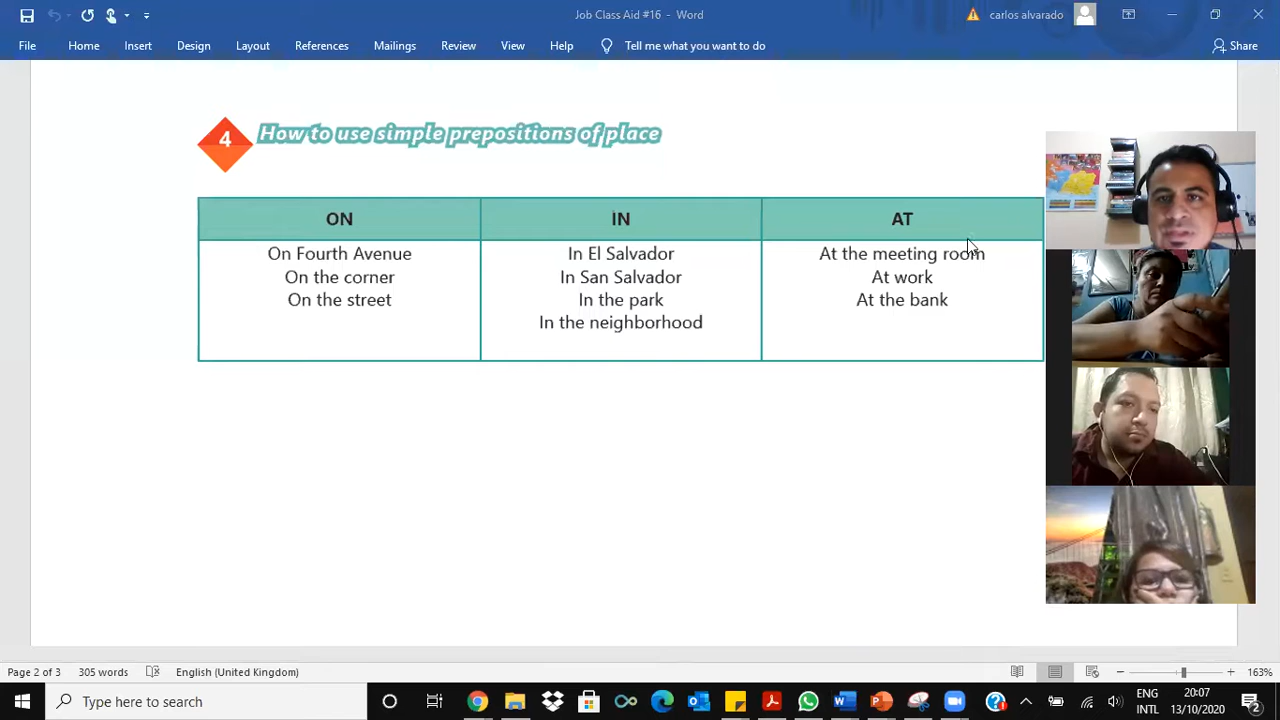 Job Class Aid #16 - Word
carlos alvarado
File Home Insert Design Layout References Mailings Review View Help Tell me what you want to do Share
4
How to use simple prepositions of place
ON IN AT
On Fourth Avenue In El Salvador At the meeting room
On the corner In San Salvador At work
On the street In the park At the bank
In the neighborhood
Page 2 of 3 305 words English (United Kingdom) 163%
Type here to search
ENG 20:07
INTL 13/10/2020
2